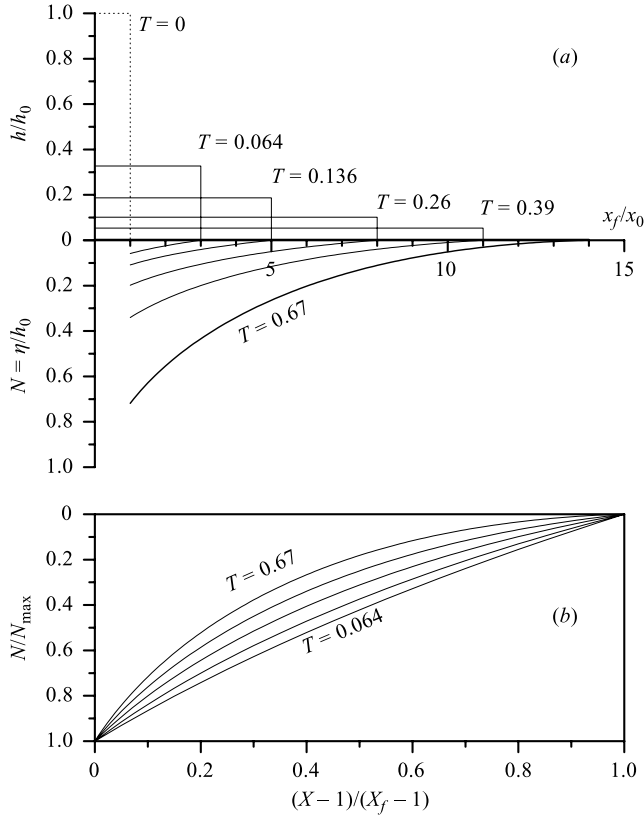 1.0
T = 0
0.8
(a)
h/h0
0.6
0.4
T = 0.064
0.2
T = 0.136
T = 0.26
T = 0.39
xf/x0
0
5
10
15
0.2
T = 0.67
0.4
N = η/h0
0.6
0.8
1.0
0
0.2
T = 0.67
0.4
N/Nmax
0.6
T = 0.064
(b)
0.8
1.0
0 0.2 0.4 0.6 0.8 1.0
(X – 1)/(Xf – 1)